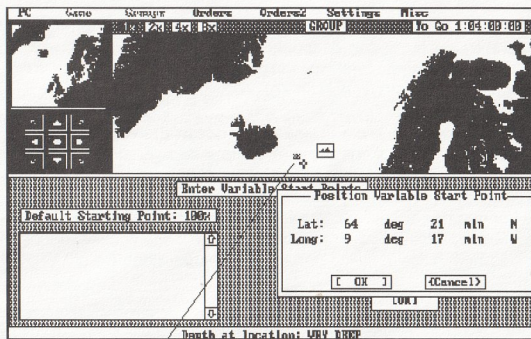 PC Game Groups Orders Orders2 Settings Misc
1x 2x 4x 8x GROUP To Go 1:04:00:00
Enter Variable Start Points
Default Starting Point: 100%
Position Variable Start Point
Lat: 64 deg 21 min N
Long: 9 deg 17 min W
[ OK ] {Cancel}
[OK]
Depth at location: VRY DEEP